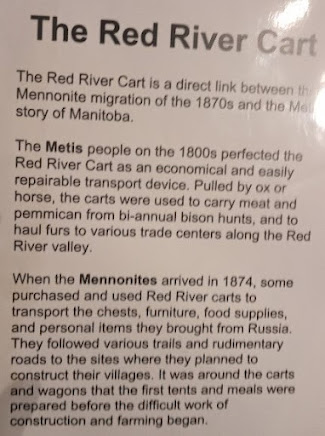 The Red River Cart
The Red River Cart is a direct link between
Mennonite migration of the 1870s and the
story of Manitoba.
The Metis people on the 1800s perfected the
Red River Cart as an economical and easily
repairable transport device. Pulled by ox or
horse, the carts were used to carry meat and
pemmican from bi-annual bison hunts, and to
haul furs to various trade centers along the Red
River valley.
When the Mennonites arrived in 1874, some
purchased and used Red River carts to
transport the chests, furniture, food supplies,
and personal items they brought from Russia.
They followed various trails and rudimentary
roads to the sites where they planned to
construct their villages. It was around the carts
and wagons that the first tents and meals were
prepared before the difficult work of
construction and farming began.